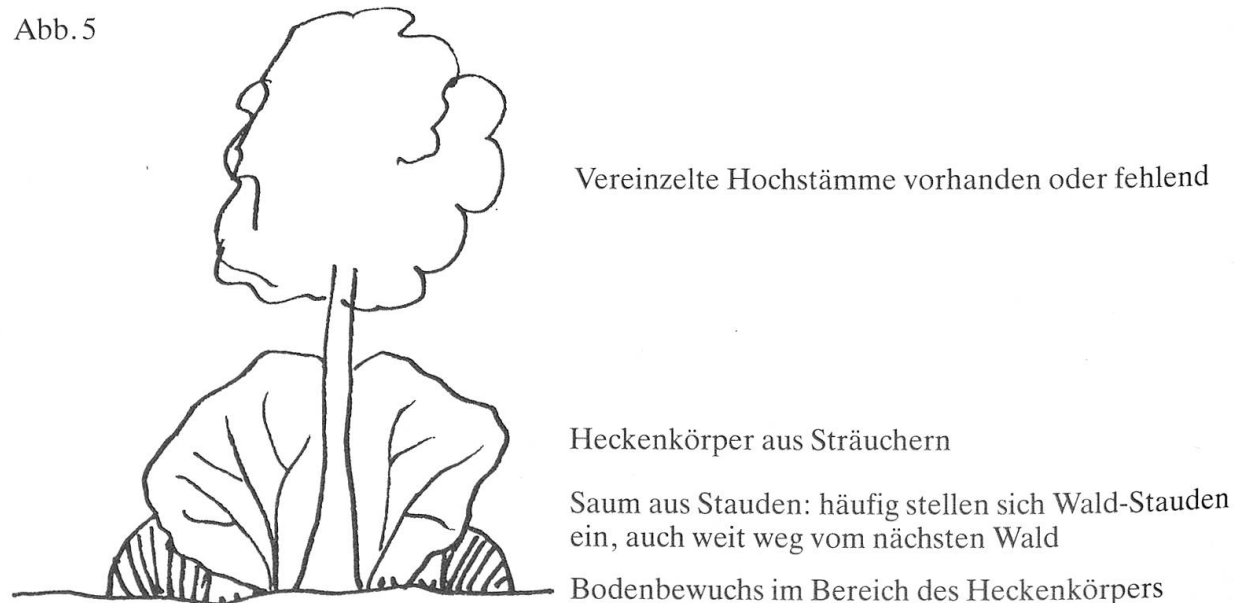 Abb. 5
Vereinzelte Hochstämme vorhanden oder fehlend
Heckenkörper aus Sträuchern
Saum aus Stauden: häufig stellen sich Wald-Stauden
ein, auch weit weg vom nächsten Wald
Bodenbewuchs im Bereich des Heckenkörpers